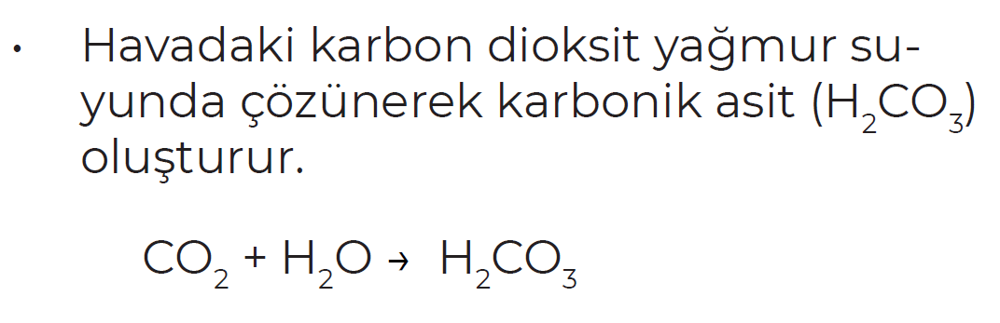 • Havadaki karbon dioksit yağmur su-
yunda çözünerek karbonik asit (H₂CO₃)
oluşturur.
CO₂ + H₂O → H₂CO₃